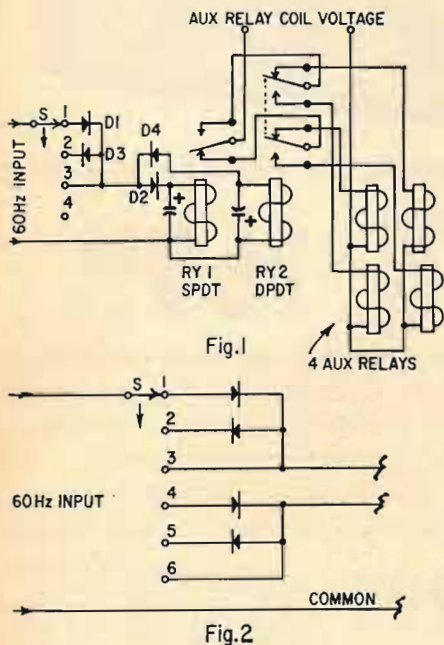 AUX RELAY COIL VOLTAGE
60Hz INPUT
S
1
D1
2
D3
3
4
D4
D2
+
+
RY 1
SPDT
RY 2
DPDT
Fig.1
4 AUX RELAYS
S
1
2
3
60Hz INPUT
4
5
6
COMMON
Fig.2